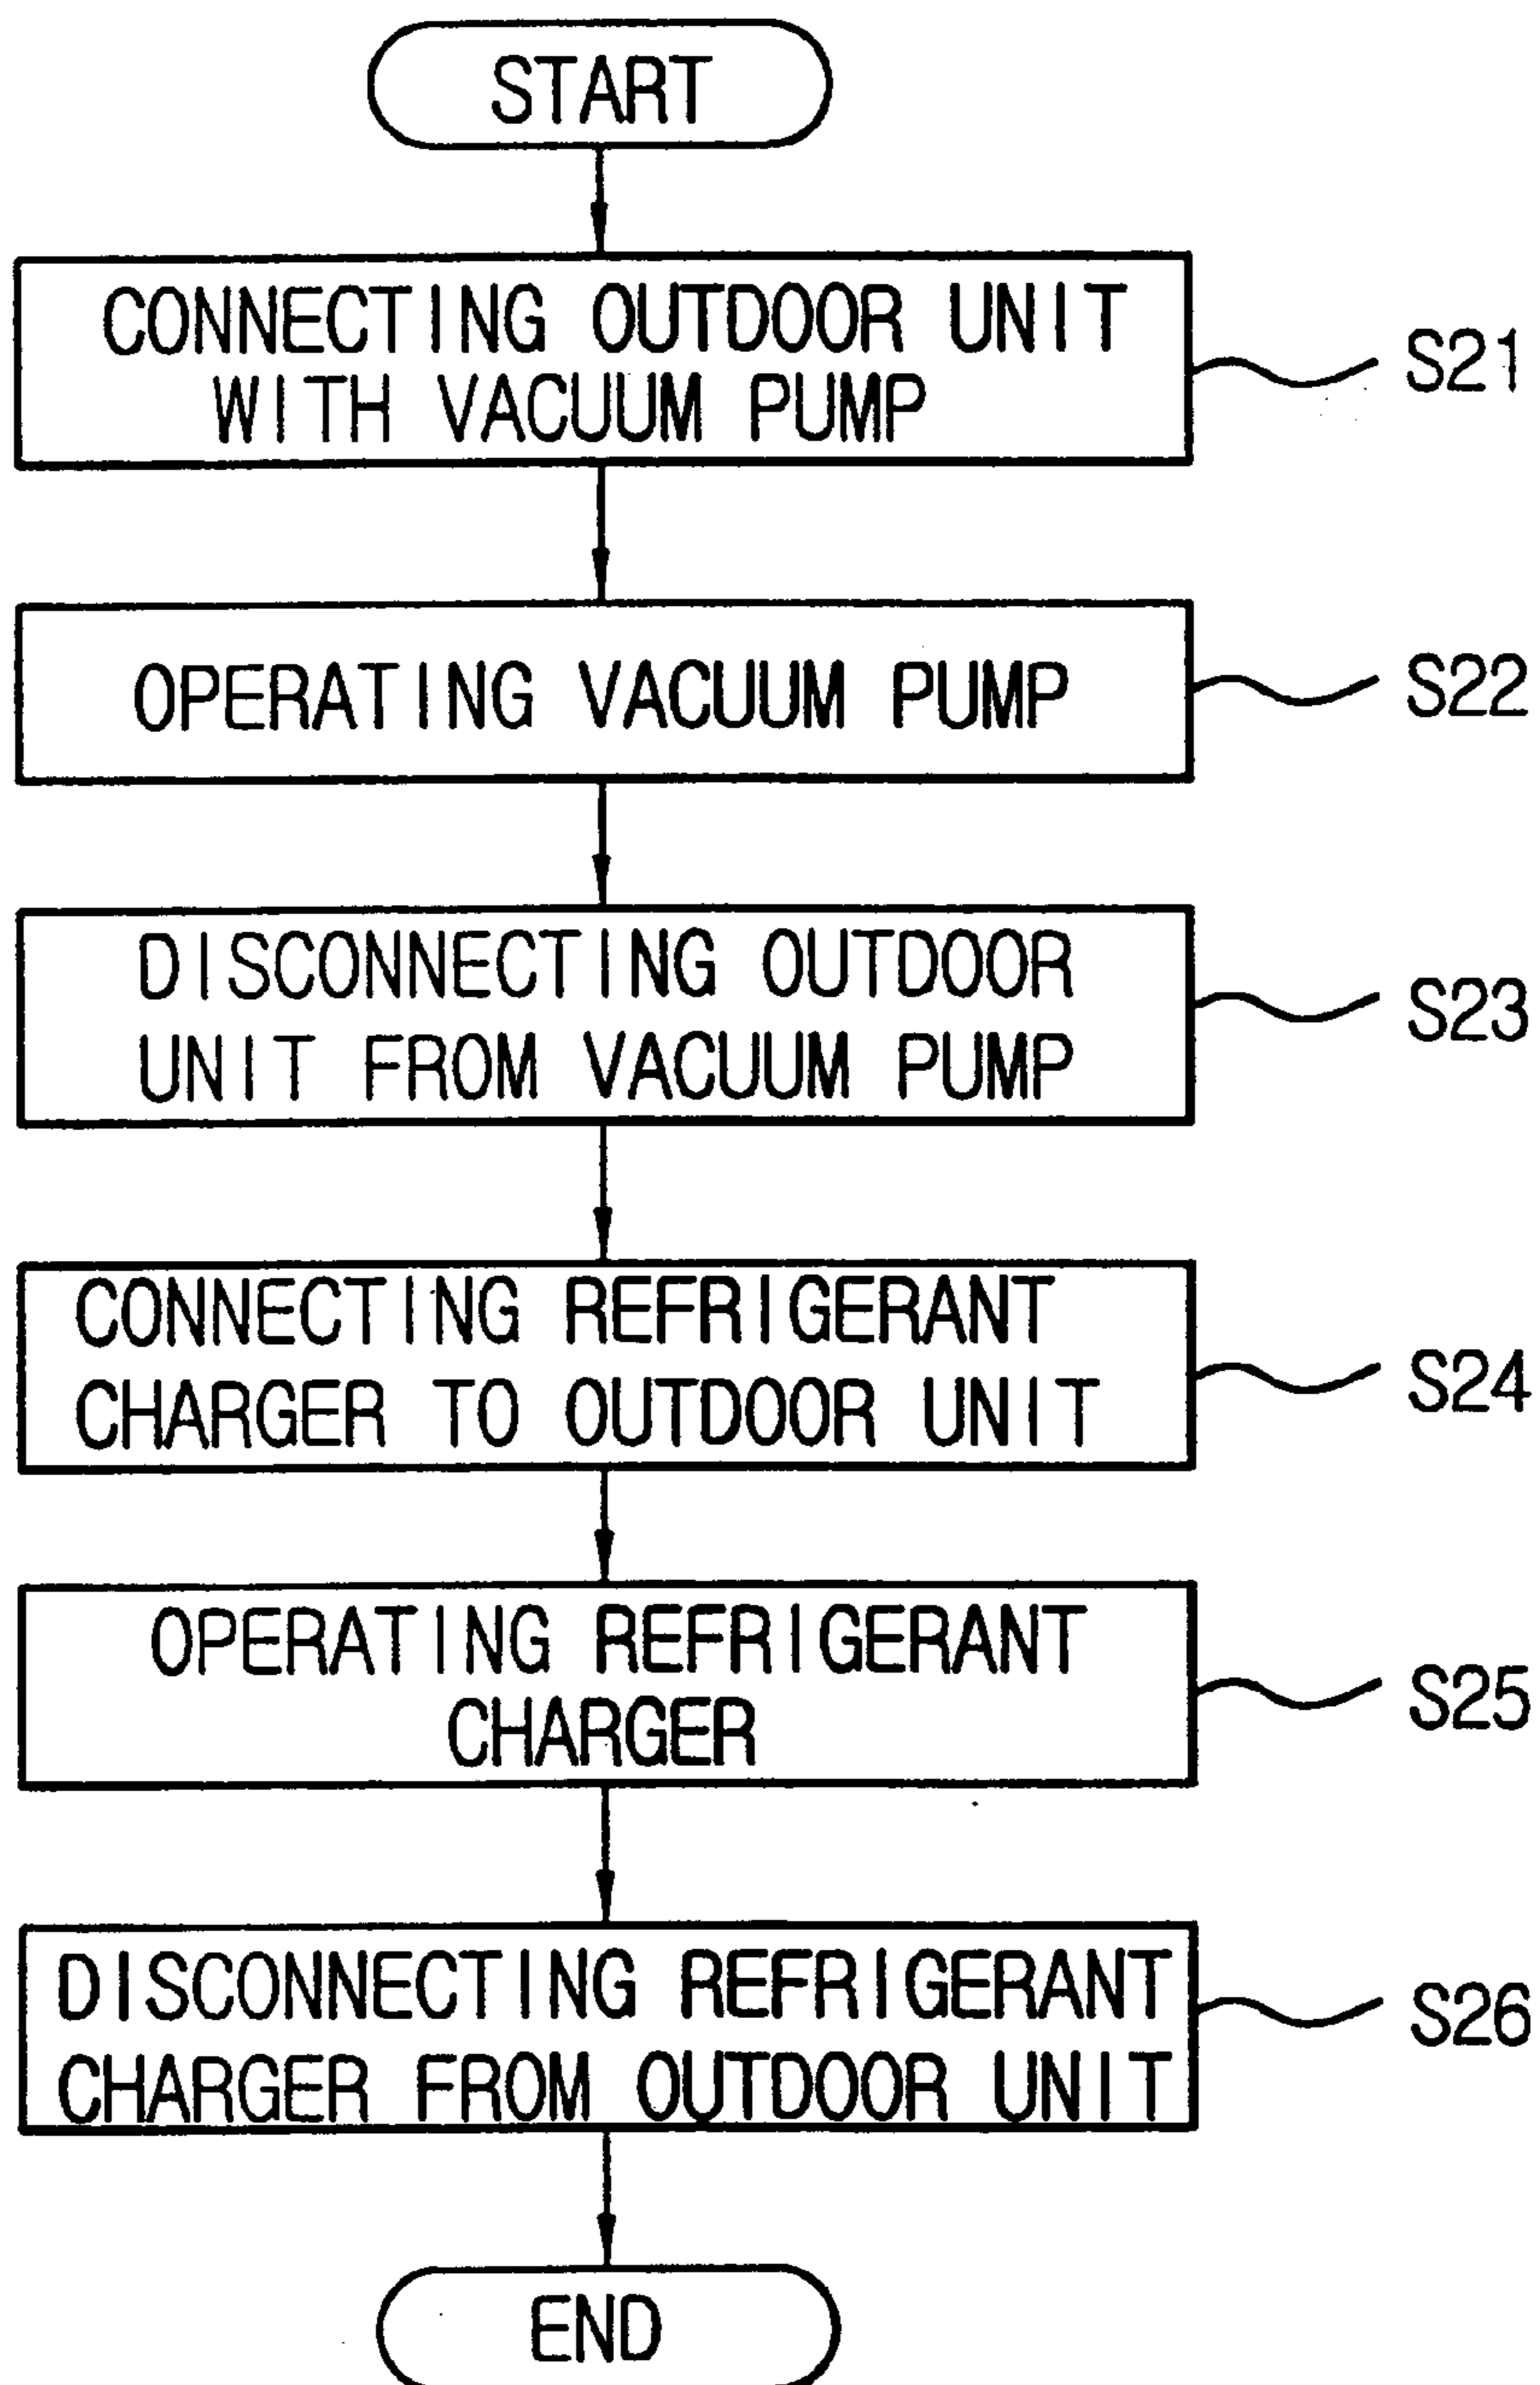 START
CONNECTING OUTDOOR UNIT
WITH VACUUM PUMP
S21
OPERATING VACUUM PUMP
S22
DISCONNECTING OUTDOOR
UNIT FROM VACUUM PUMP
S23
CONNECTING REFRIGERANT
CHARGER TO OUTDOOR UNIT
S24
OPERATING REFRIGERANT
CHARGER
S25
DISCONNECTING REFRIGERANT
CHARGER FROM OUTDOOR UNIT
S26
END